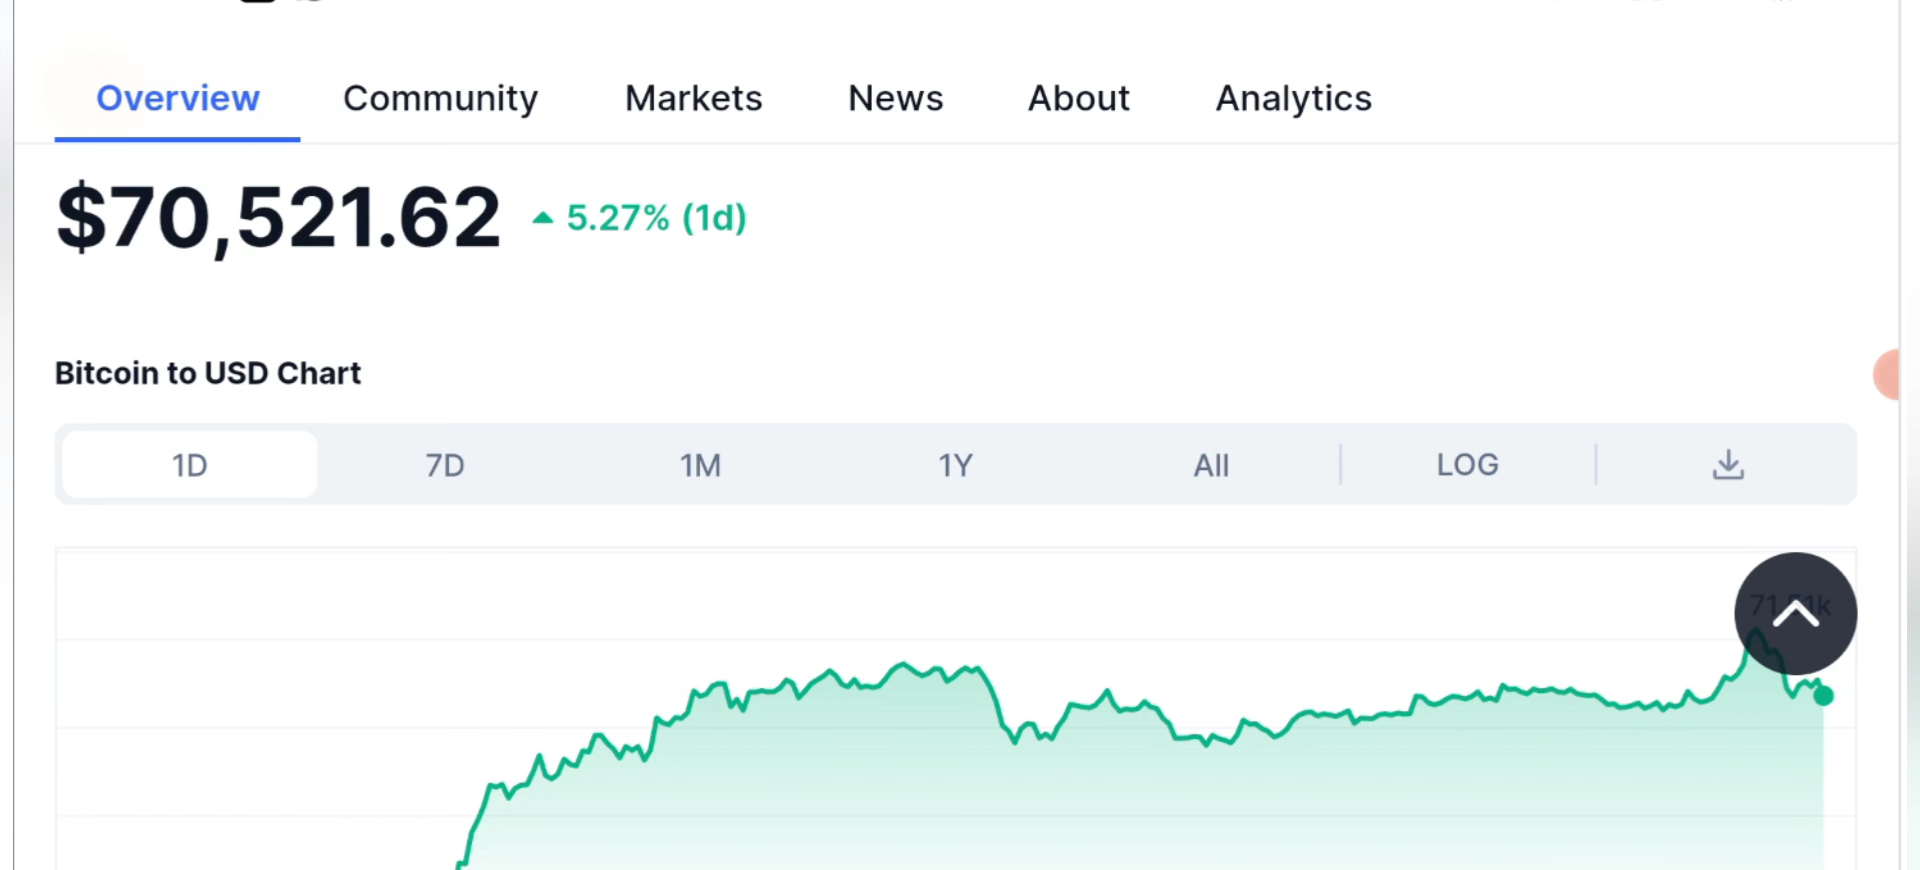 Overview Community Markets News About Analytics
$70,521.62 5.27% (1d)
Bitcoin to USD Chart
1D 7D 1M 1Y All LOG